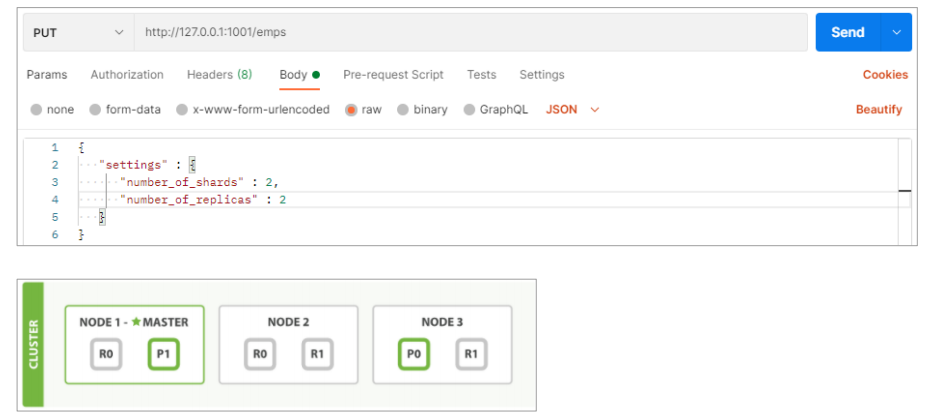 PUT http://127.0.0.1:1001/emps Send
Params Authorization Headers (8) Body Pre-request Script Tests Settings Cookies
none form-data x-www-form-urlencoded raw binary GraphQL JSON Beautify
1 {
2 "settings" : {
3 "number_of_shards" : 2,
4 "number_of_replicas" : 2
5 }
6 }
CLUSTER
NODE 1 - ★ MASTER
R0 P1
NODE 2
R0 R1
NODE 3
P0 R1